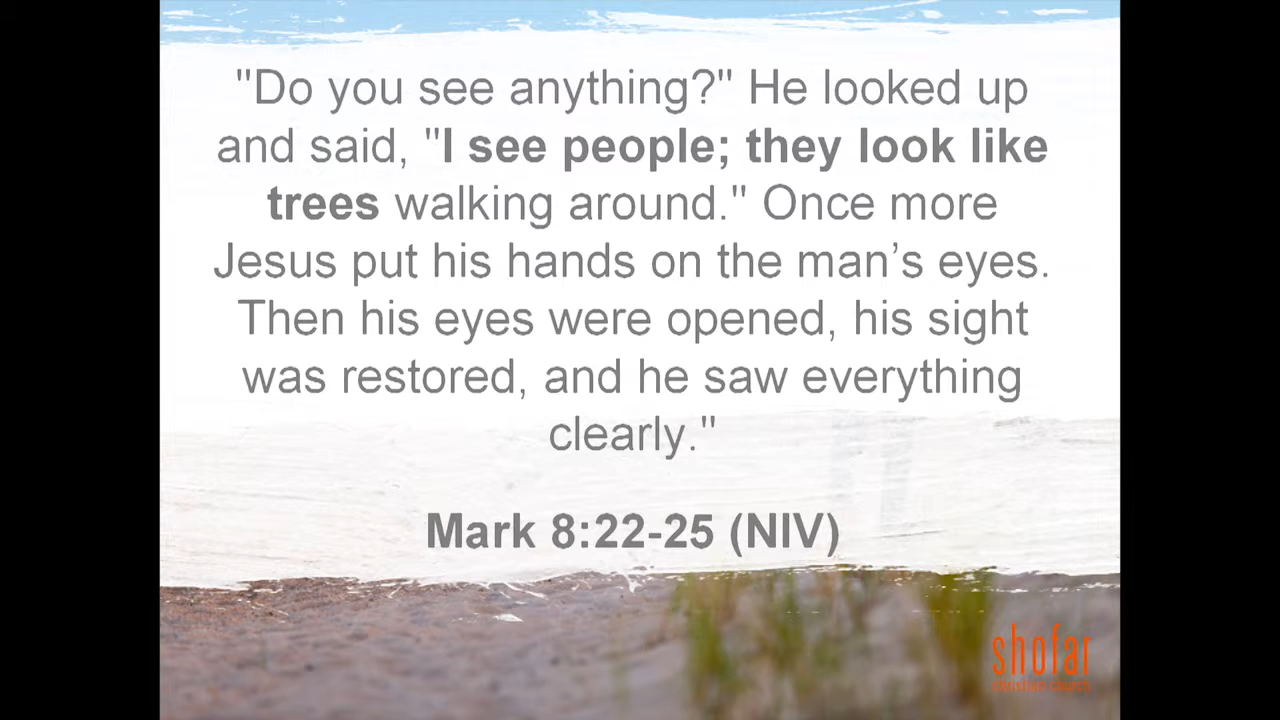 "Do you see anything?" He looked up
and said, "I see people; they look like
trees walking around." Once more
Jesus put his hands on the man’s eyes.
Then his eyes were opened, his sight
was restored, and he saw everything
clearly."
Mark 8:22-25 (NIV)
shofar
christian church